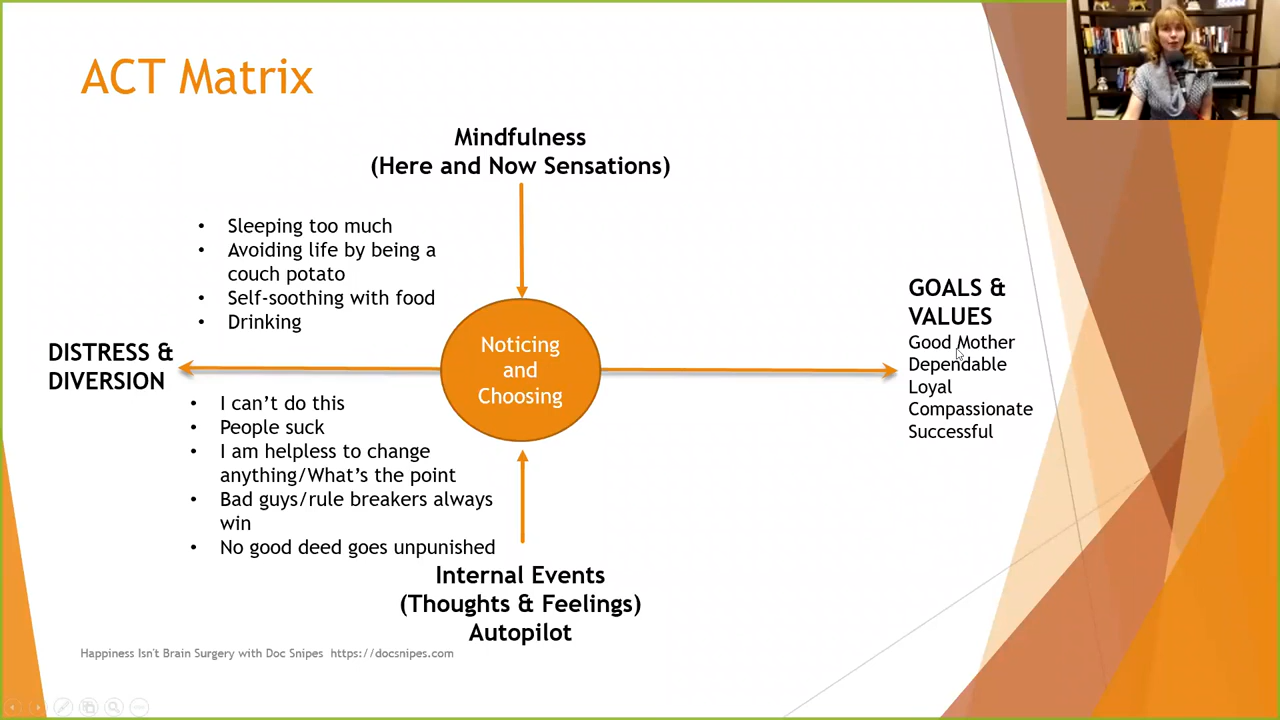 ACT Matrix
Mindfulness
(Here and Now Sensations)
• Sleeping too much
• Avoiding life by being a
couch potato
• Self-soothing with food
• Drinking
DISTRESS &
DIVERSION
Noticing
and
Choosing
GOALS &
VALUES
Good Mother
Dependable
Loyal
Compassionate
Successful
• I can’t do this
• People suck
• I am helpless to change
anything/What’s the point
• Bad guys/rule breakers always
win
• No good deed goes unpunished
Internal Events
(Thoughts & Feelings)
Autopilot
Happiness Isn't Brain Surgery with Doc Snipes https://docsnipes.com